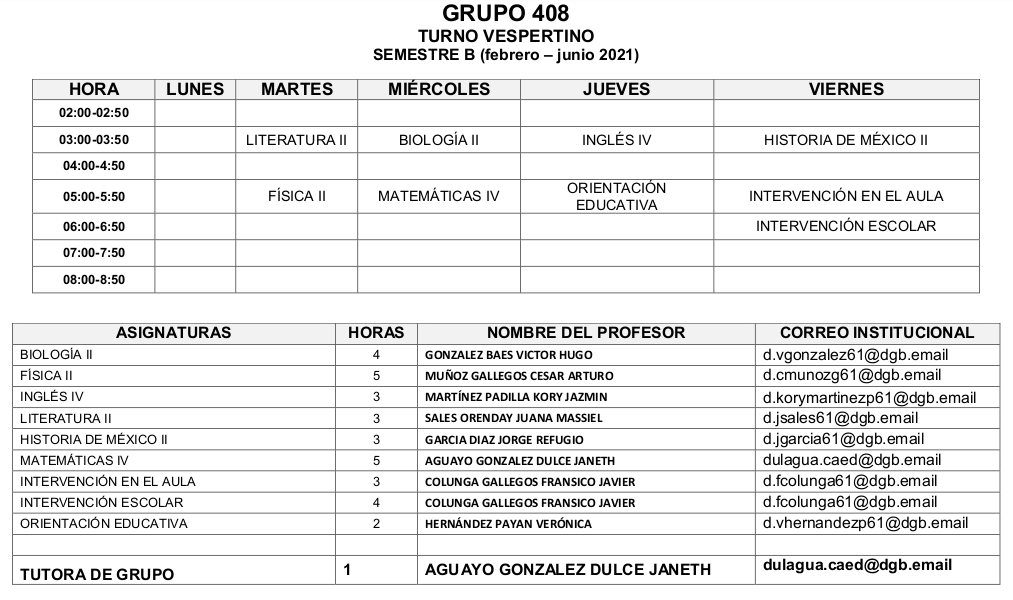 GRUPO 408
TURNO VESPERTINO
SEMESTRE B (febrero – junio 2021)
HORA LUNES MARTES MIÉRCOLES JUEVES VIERNES
02:00-02:50
03:00-03:50 LITERATURA II BIOLOGÍA II INGLÉS IV HISTORIA DE MÉXICO II
04:00-4:50
05:00-5:50 FÍSICA II MATEMÁTICAS IV ORIENTACIÓN EDUCATIVA INTERVENCIÓN EN EL AULA
06:00-6:50 INTERVENCIÓN ESCOLAR
07:00-7:50
08:00-8:50
ASIGNATURAS HORAS NOMBRE DEL PROFESOR CORREO INSTITUCIONAL
BIOLOGÍA II 4 GONZALEZ BAES VICTOR HUGO d.vgonzalez61@dgb.email
FÍSICA II 5 MUÑOZ GALLEGOS CESAR ARTURO d.cmunozg61@dgb.email
INGLÉS IV 3 MARTÍNEZ PADILLA KORY JAZMIN d.korymartinezp61@dgb.email
LITERATURA II 3 SALES ORENDAY JUANA MASSIEL d.jsales61@dgb.email
HISTORIA DE MÉXICO II 3 GARCIA DIAZ JORGE REFUGIO d.jgarcia61@dgb.email
MATEMÁTICAS IV 5 AGUAYO GONZALEZ DULCE JANETH dulagua.caed@dgb.email
INTERVENCIÓN EN EL AULA 3 COLUNGA GALLEGOS FRANSICO JAVIER d.fcolunga61@dgb.email
INTERVENCIÓN ESCOLAR 4 COLUNGA GALLEGOS FRANSICO JAVIER d.fcolunga61@dgb.email
ORIENTACIÓN EDUCATIVA 2 HERNÁNDEZ PAYAN VERÓNICA d.vhernandezp61@dgb.email
TUTORA DE GRUPO 1 AGUAYO GONZALEZ DULCE JANETH dulagua.caed@dgb.email